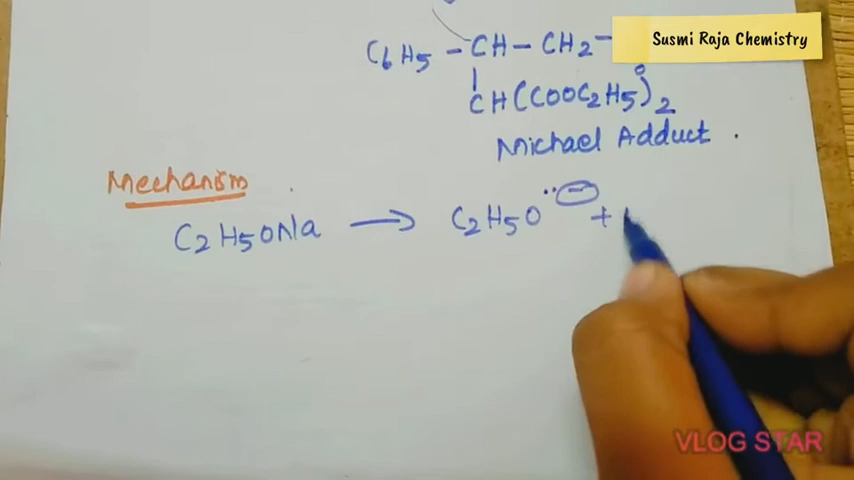 Susmi Raja Chemistry
C6H5 - CH - CH2 -
CH(COOC2H5)2
Michael Adduct .
Mechanism
C2H5ONa → C2H5O ⊖ +
VLOG STAR